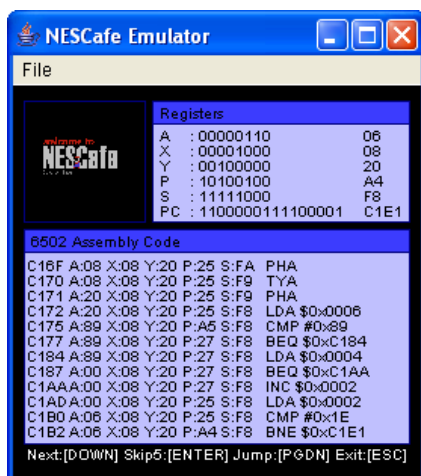 NESCafe Emulator
File
welcome to
NESCafe
Registers
A : 00000110 06
X : 00001000 08
Y : 00100000 20
P : 10100100 A4
S : 11111000 F8
PC : 1100000111100001 C1E1
6502 Assembly Code
C16F A:08 X:08 Y:20 P:25 S:FA PHA
C170 A:08 X:08 Y:20 P:25 S:F9 TYA
C171 A:20 X:08 Y:20 P:25 S:F9 PHA
C172 A:20 X:08 Y:20 P:25 S:F8 LDA $0x0006
C175 A:89 X:08 Y:20 P:A5 S:F8 CMP #0x89
C177 A:89 X:08 Y:20 P:27 S:F8 BEQ $0xC184
C184 A:89 X:08 Y:20 P:27 S:F8 LDA $0x0004
C187 A:00 X:08 Y:20 P:27 S:F8 BEQ $0xC1AA
C1AA A:00 X:08 Y:20 P:27 S:F8 INC $0x0002
C1AD A:00 X:08 Y:20 P:25 S:F8 LDA $0x0002
C1B0 A:06 X:08 Y:20 P:25 S:F8 CMP #0x1E
C1B2 A:06 X:08 Y:20 P:A4 S:F8 BNE $0xC1E1
Next:[DOWN] Skip5:[ENTER] Jump:[PGDN] Exit:[ESC]